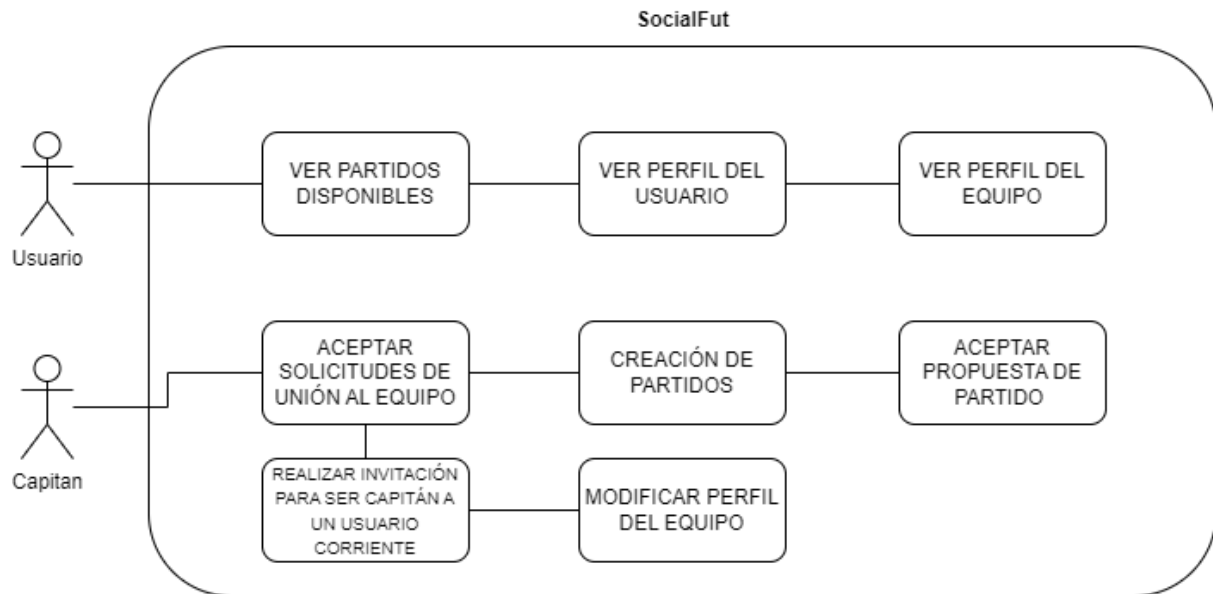 SocialFut
VER PARTIDOS
DISPONIBLES
VER PERFIL DEL
USUARIO
VER PERFIL DEL
EQUIPO
Usuario
ACEPTAR
SOLICITUDES DE
UNIÓN AL EQUIPO
CREACIÓN DE
PARTIDOS
ACEPTAR
PROPUESTA DE
PARTIDO
Capitan
REALIZAR INVITACIÓN
PARA SER CAPITÁN A
UN USUARIO
CORRIENTE
MODIFICAR PERFIL
DEL EQUIPO